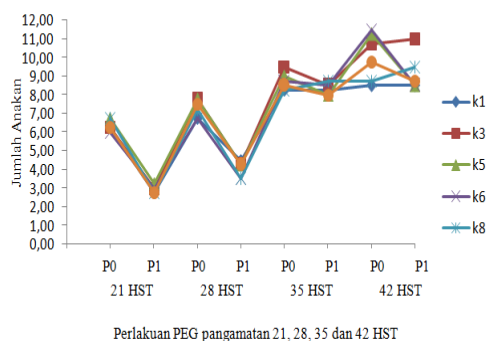 12,00
11,00
10,00
9,00
8,00
7,00
6,00
5,00
4,00
3,00
2,00
1,00
0,00
Jumlah Anakan
P0 P1 P0 P1 P0 P1 P0 P1
21 HST 28 HST 35 HST 42 HST
Perlakuan PEG pangamatan 21, 28, 35 dan 42 HST
k1
k3
k5
k6
k8